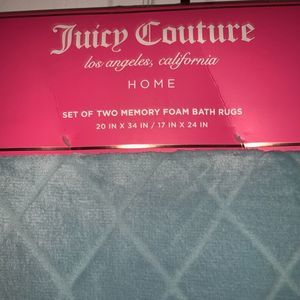 Juicy Couture
los angeles, california
HOME
SET OF TWO MEMORY FOAM BATH RUGS
20 IN X 34 IN / 17 IN X 24 IN